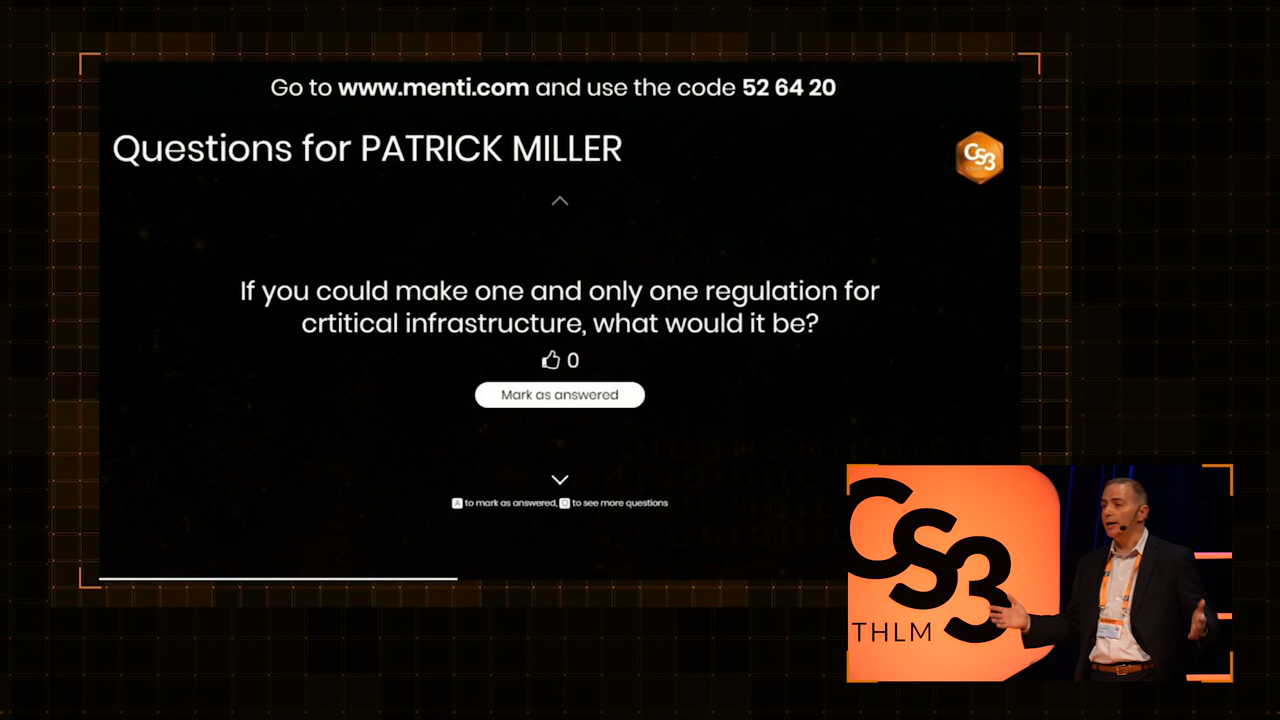 Go to www.menti.com and use the code 52 64 20
Questions for PATRICK MILLER
CS3
If you could make one and only one regulation for
crtitical infrastructure, what would it be?
0
Mark as answered
A to mark as answered, Q to see more questions
CS3
THLM